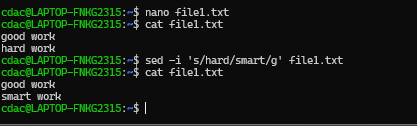 cdac@LAPTOP-FNKG2315:~$ nano file1.txt
cdac@LAPTOP-FNKG2315:~$ cat file1.txt
good work
hard work
cdac@LAPTOP-FNKG2315:~$ sed -i 's/hard/smart/g' file1.txt
cdac@LAPTOP-FNKG2315:~$ cat file1.txt
good work
smart work
cdac@LAPTOP-FNKG2315:~$